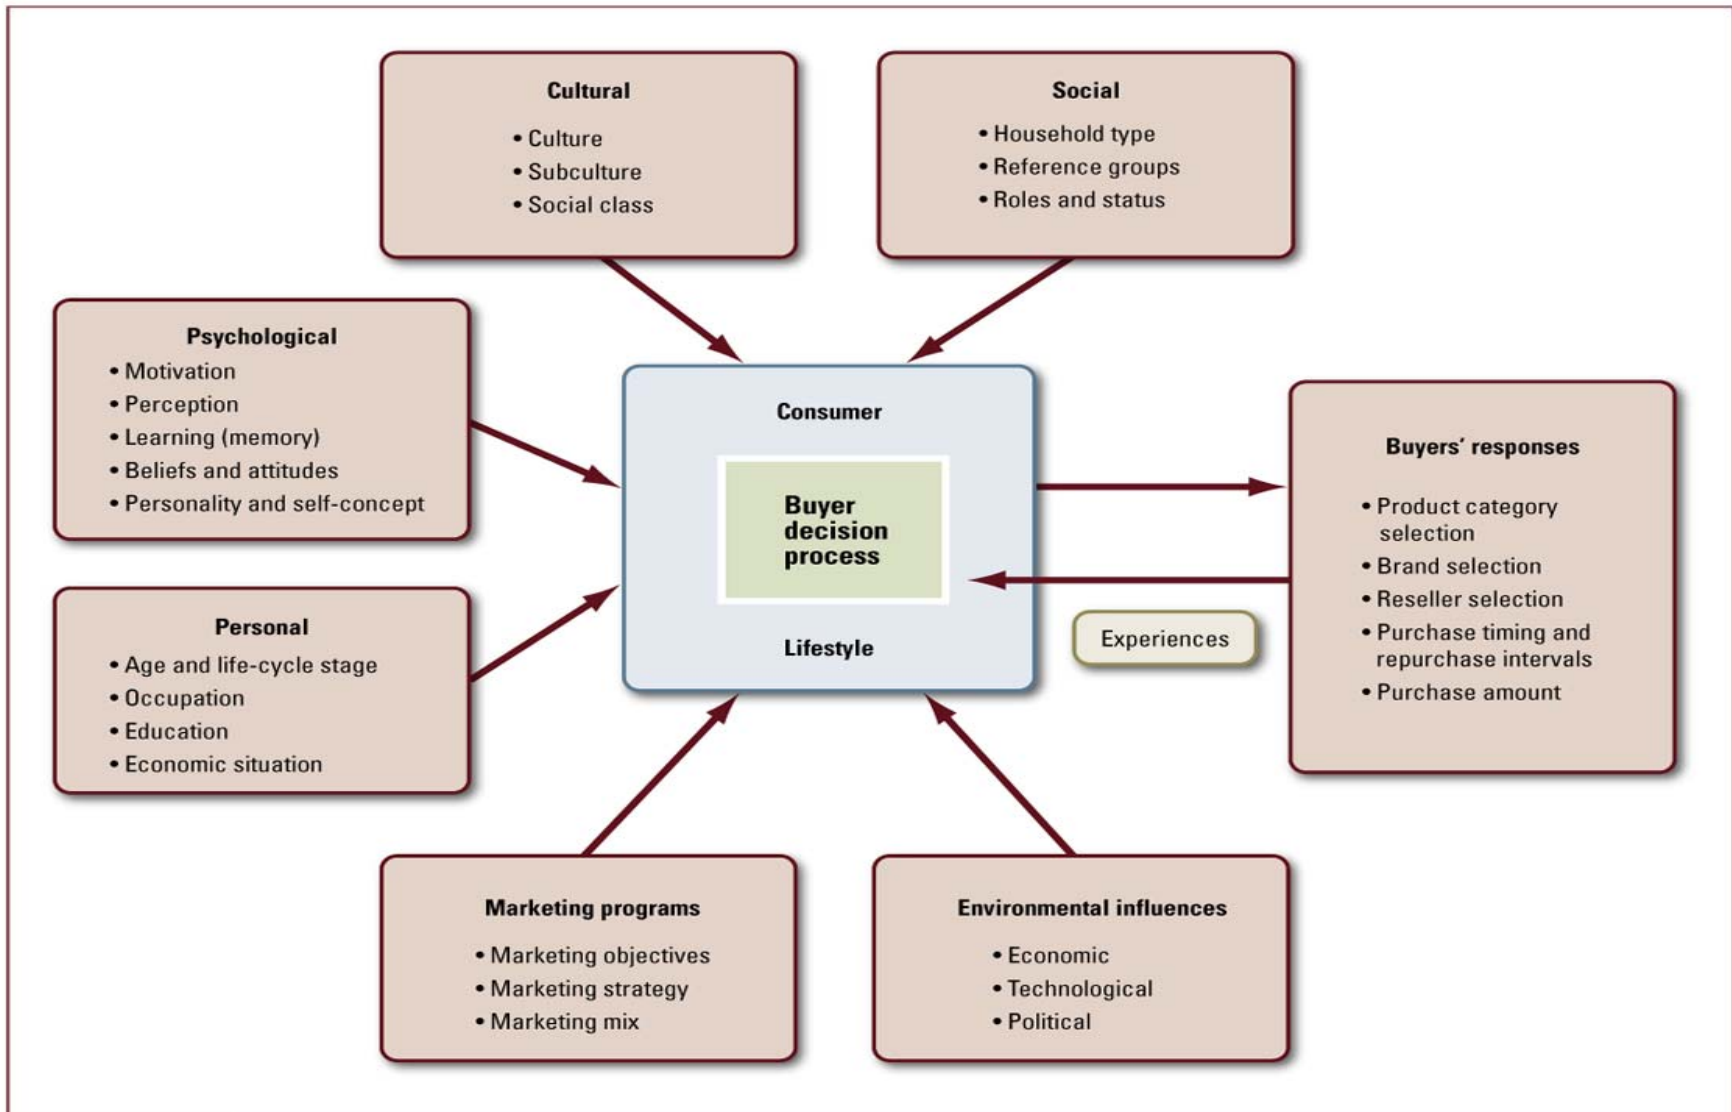 Cultural
• Culture
• Subculture
• Social class
Social
• Household type
• Reference groups
• Roles and status
Psychological
• Motivation
• Perception
• Learning (memory)
• Beliefs and attitudes
• Personality and self-concept
Personal
• Age and life-cycle stage
• Occupation
• Education
• Economic situation
Consumer
Buyer
decision
process
Lifestyle
Experiences
Buyers’ responses
• Product category
selection
• Brand selection
• Reseller selection
• Purchase timing and
repurchase intervals
• Purchase amount
Marketing programs
• Marketing objectives
• Marketing strategy
• Marketing mix
Environmental influences
• Economic
• Technological
• Political